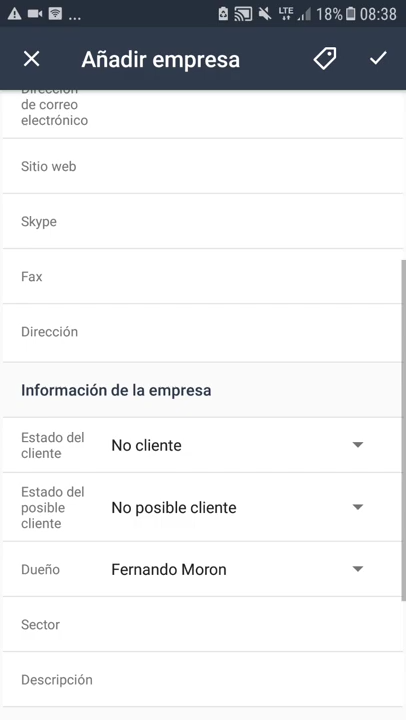 ... LTE 18% 08:38
Añadir empresa
Dirección
de correo
electrónico
Sitio web
Skype
Fax
Dirección
Información de la empresa
Estado del
cliente
No cliente
Estado del
posible
cliente
No posible cliente
Dueño
Fernando Moron
Sector
Descripción